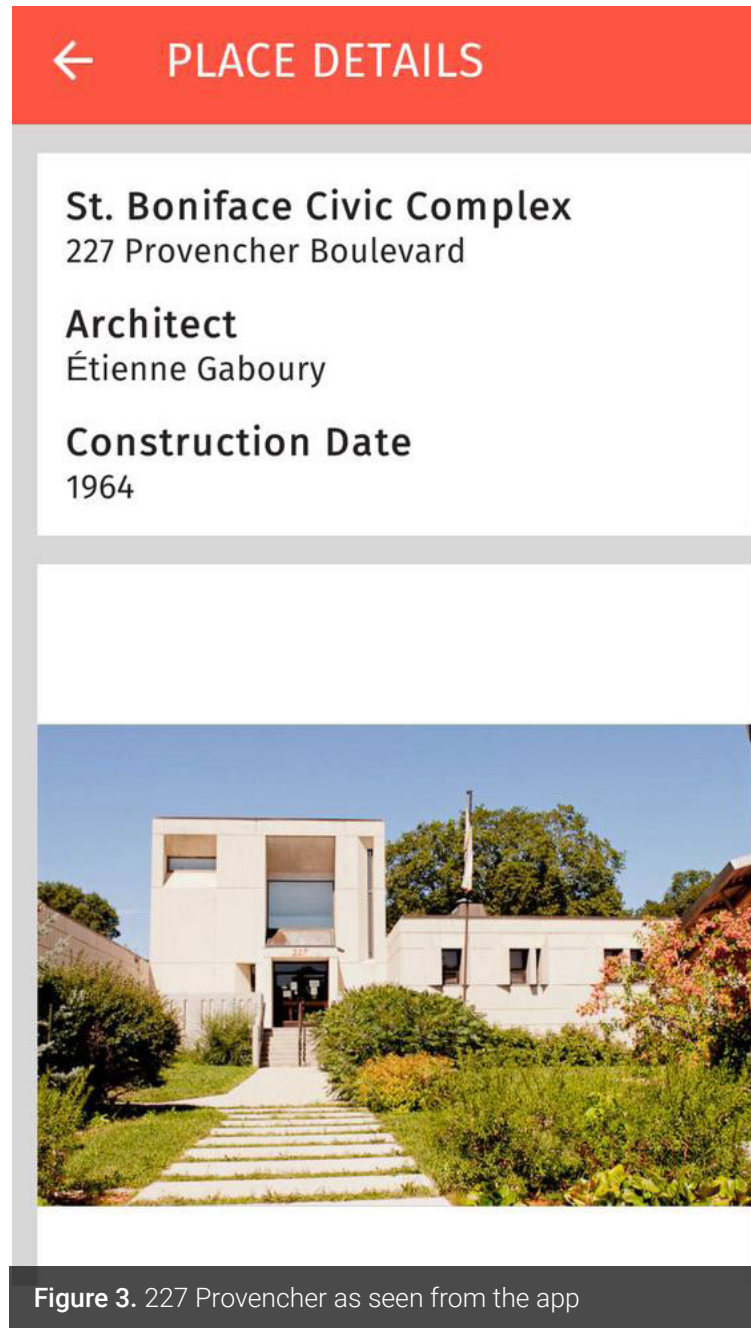 PLACE DETAILS
St. Boniface Civic Complex
227 Provencher Boulevard
Architect
Étienne Gaboury
Construction Date
1964
227
Figure 3. 227 Provencher as seen from the app